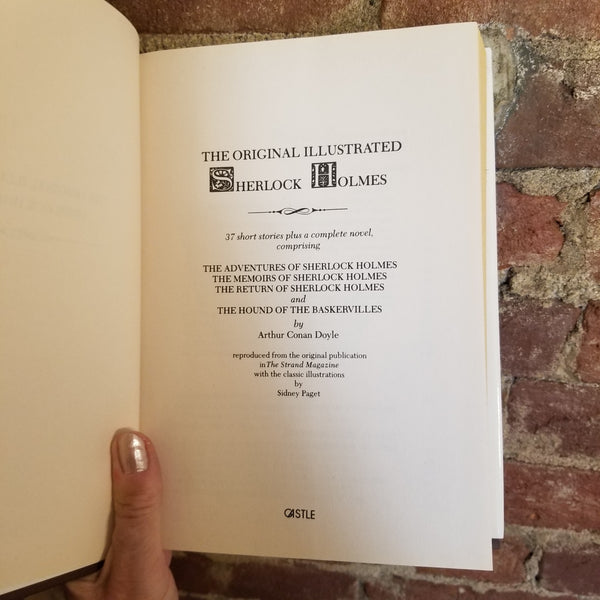 THE ORIGINAL ILLUSTRATED
SHERLOCK HOLMES
37 short stories plus a complete novel,
comprising
THE ADVENTURES OF SHERLOCK HOLMES
THE MEMOIRS OF SHERLOCK HOLMES
THE RETURN OF SHERLOCK HOLMES
and
THE HOUND OF THE BASKERVILLES
by
Arthur Conan Doyle
reproduced from the original publication
in The Strand Magazine
with the classic illustrations
by
Sidney Paget
CASTLE